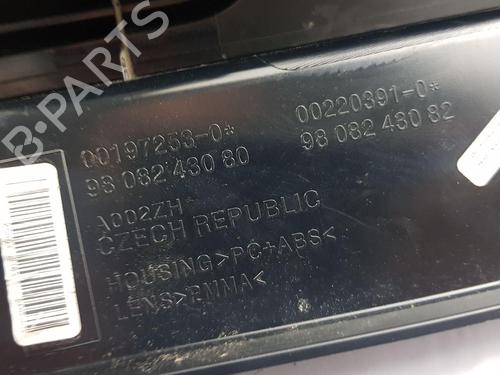 B-PARTS
00197253-0* 00220391-0*
98 082 430 80 98 082 430 82
A002ZH
CZECH REPUBLIC
HOUSING>PC+ABS<
LENS>PMMA<